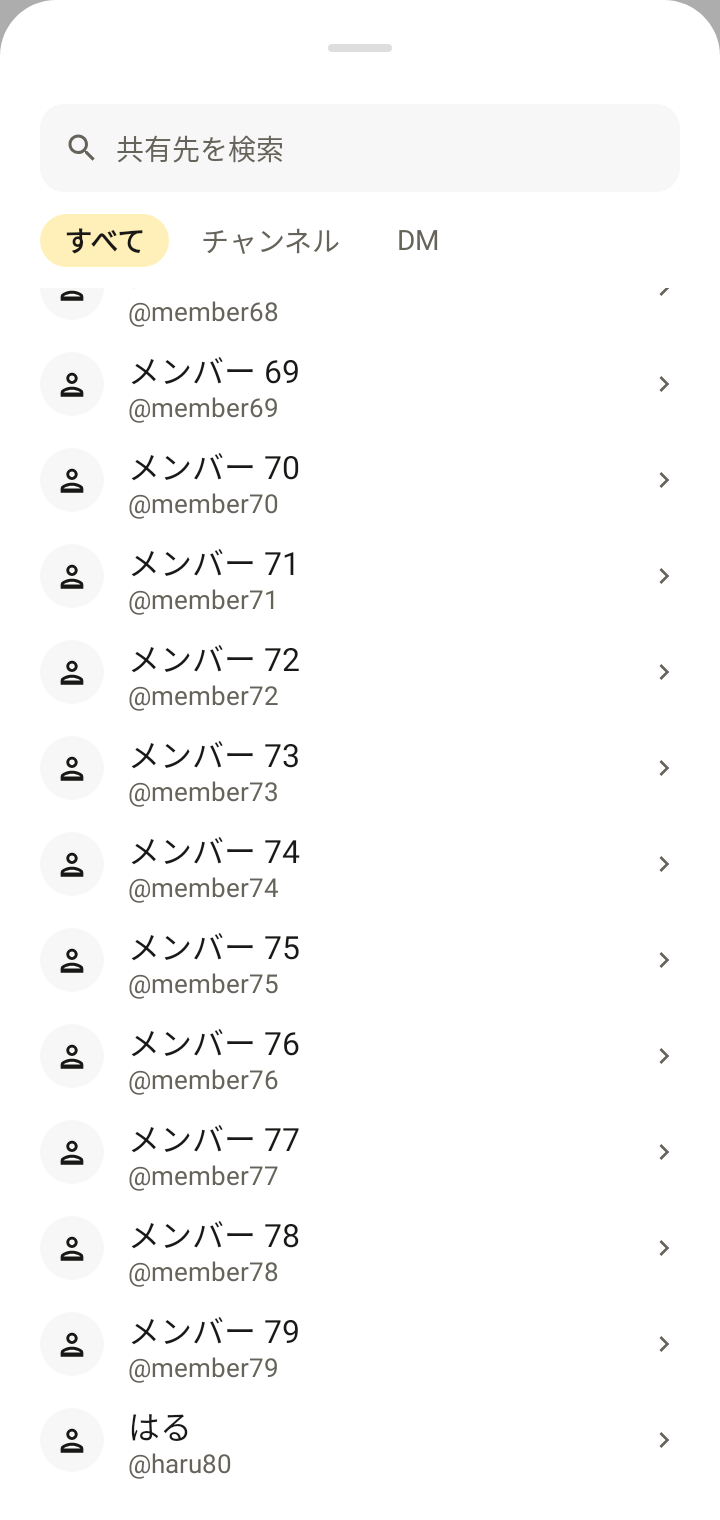 共有先を検索
すべて
チャンネル
DM
@member68
メンバー 69
@member69
メンバー 70
@member70
メンバー 71
@member71
メンバー 72
@member72
メンバー 73
@member73
メンバー 74
@member74
メンバー 75
@member75
メンバー 76
@member76
メンバー 77
@member77
メンバー 78
@member78
メンバー 79
@member79
はる
@haru80